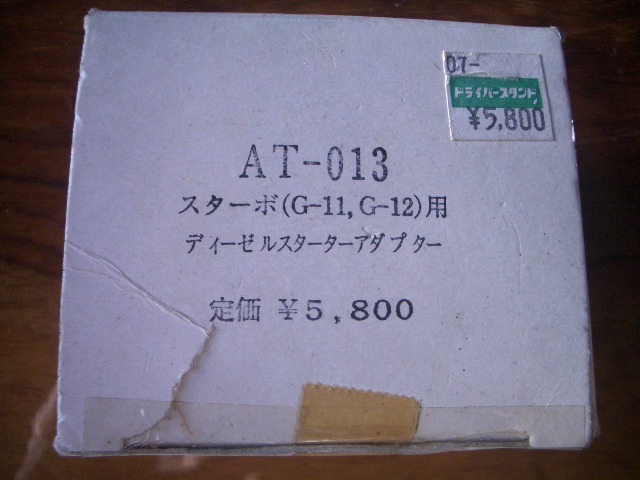 07-
ドライバースタンド
¥5,800
AT-013
スターボ(G-11, G-12)用
ディーゼルスターターアダプター
定価 ¥5,800